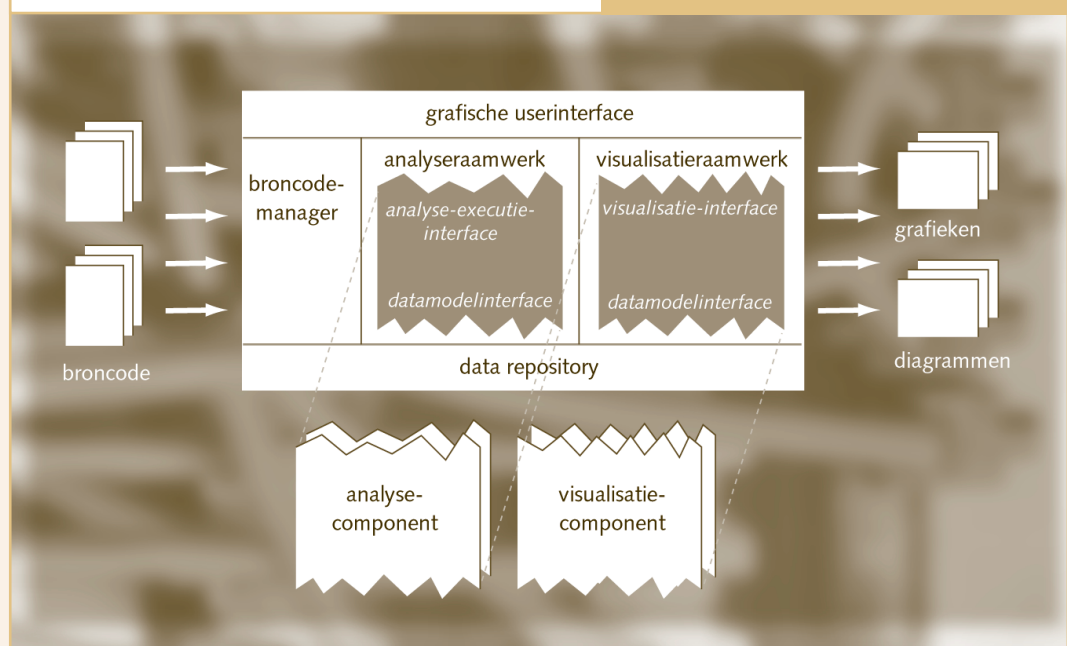 grafische userinterface
broncode-
manager
analyseraamwerk
analyse-executie-
interface
datamodelinterface
visualisatieraamwerk
visualisatie-interface
datamodelinterface
data repository
broncode
grafieken
diagrammen
analyse-
component
visualisatie-
component